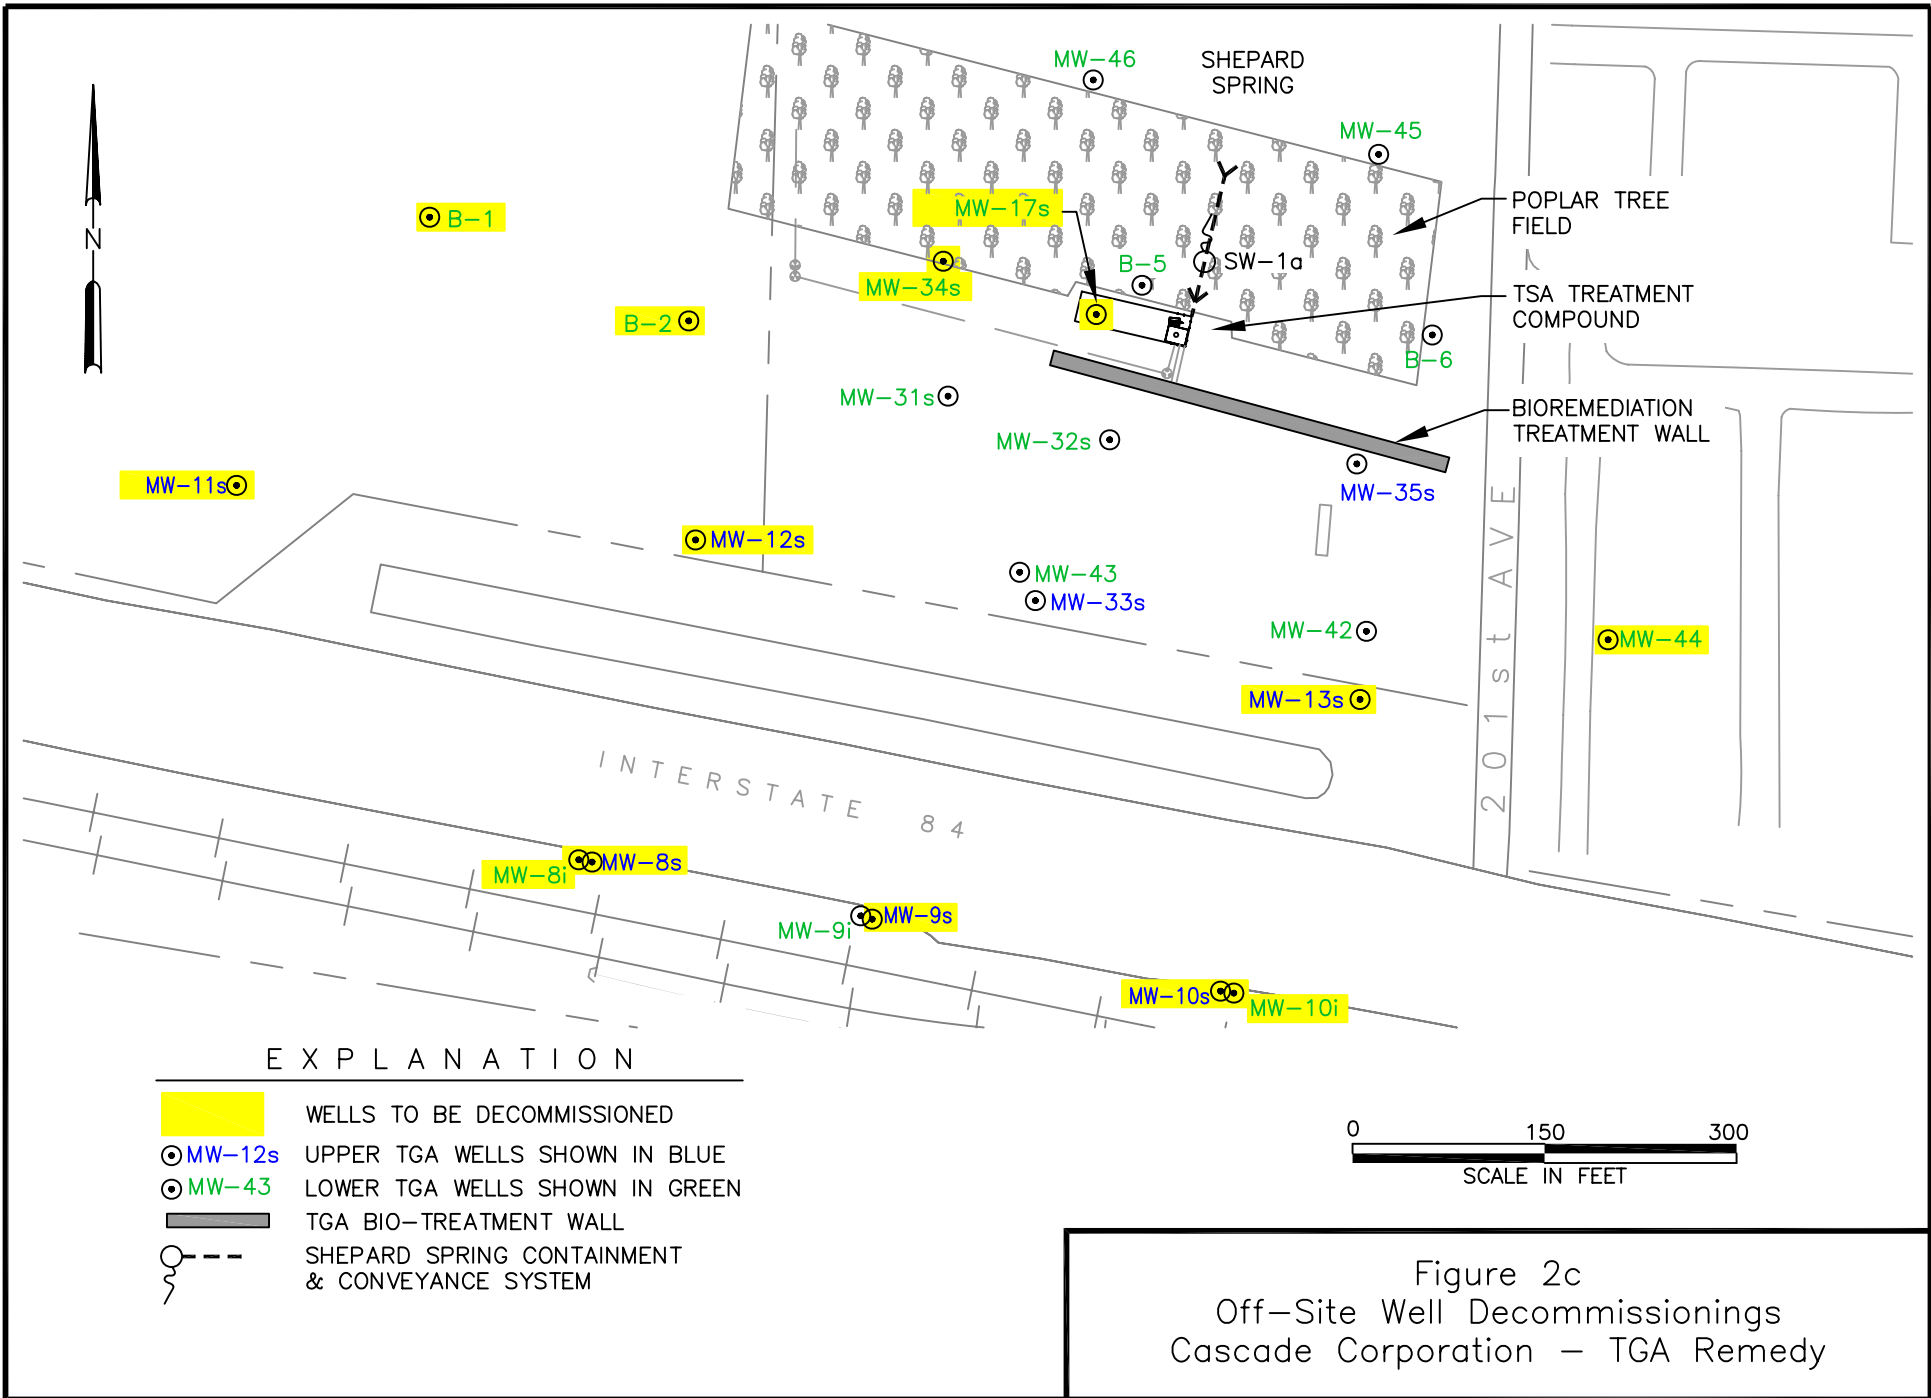 MW-46
SHEPARD
SPRING
MW-45
N
B-1
MW-17s
POPLAR TREE
FIELD
SW-1a
B-5
MW-34s
TSA TREATMENT
COMPOUND
B-2
B-6
MW-31s
BIOREMEDIATION
TREATMENT WALL
MW-32s
MW-11s
MW-35s
MW-12s
201st AVE
MW-43
MW-33s
MW-42
MW-44
MW-13s
INTERSTATE 84
MW-8s
MW-8i
MW-9s
MW-9i
MW-10s
MW-10i
EXPLANATION
WELLS TO BE DECOMMISSIONED
MW-12s UPPER TGA WELLS SHOWN IN BLUE
MW-43 LOWER TGA WELLS SHOWN IN GREEN
TGA BIO-TREATMENT WALL
SHEPARD SPRING CONTAINMENT
& CONVEYANCE SYSTEM
0 150 300
SCALE IN FEET
Figure 2c
Off-Site Well Decommissionings
Cascade Corporation - TGA Remedy